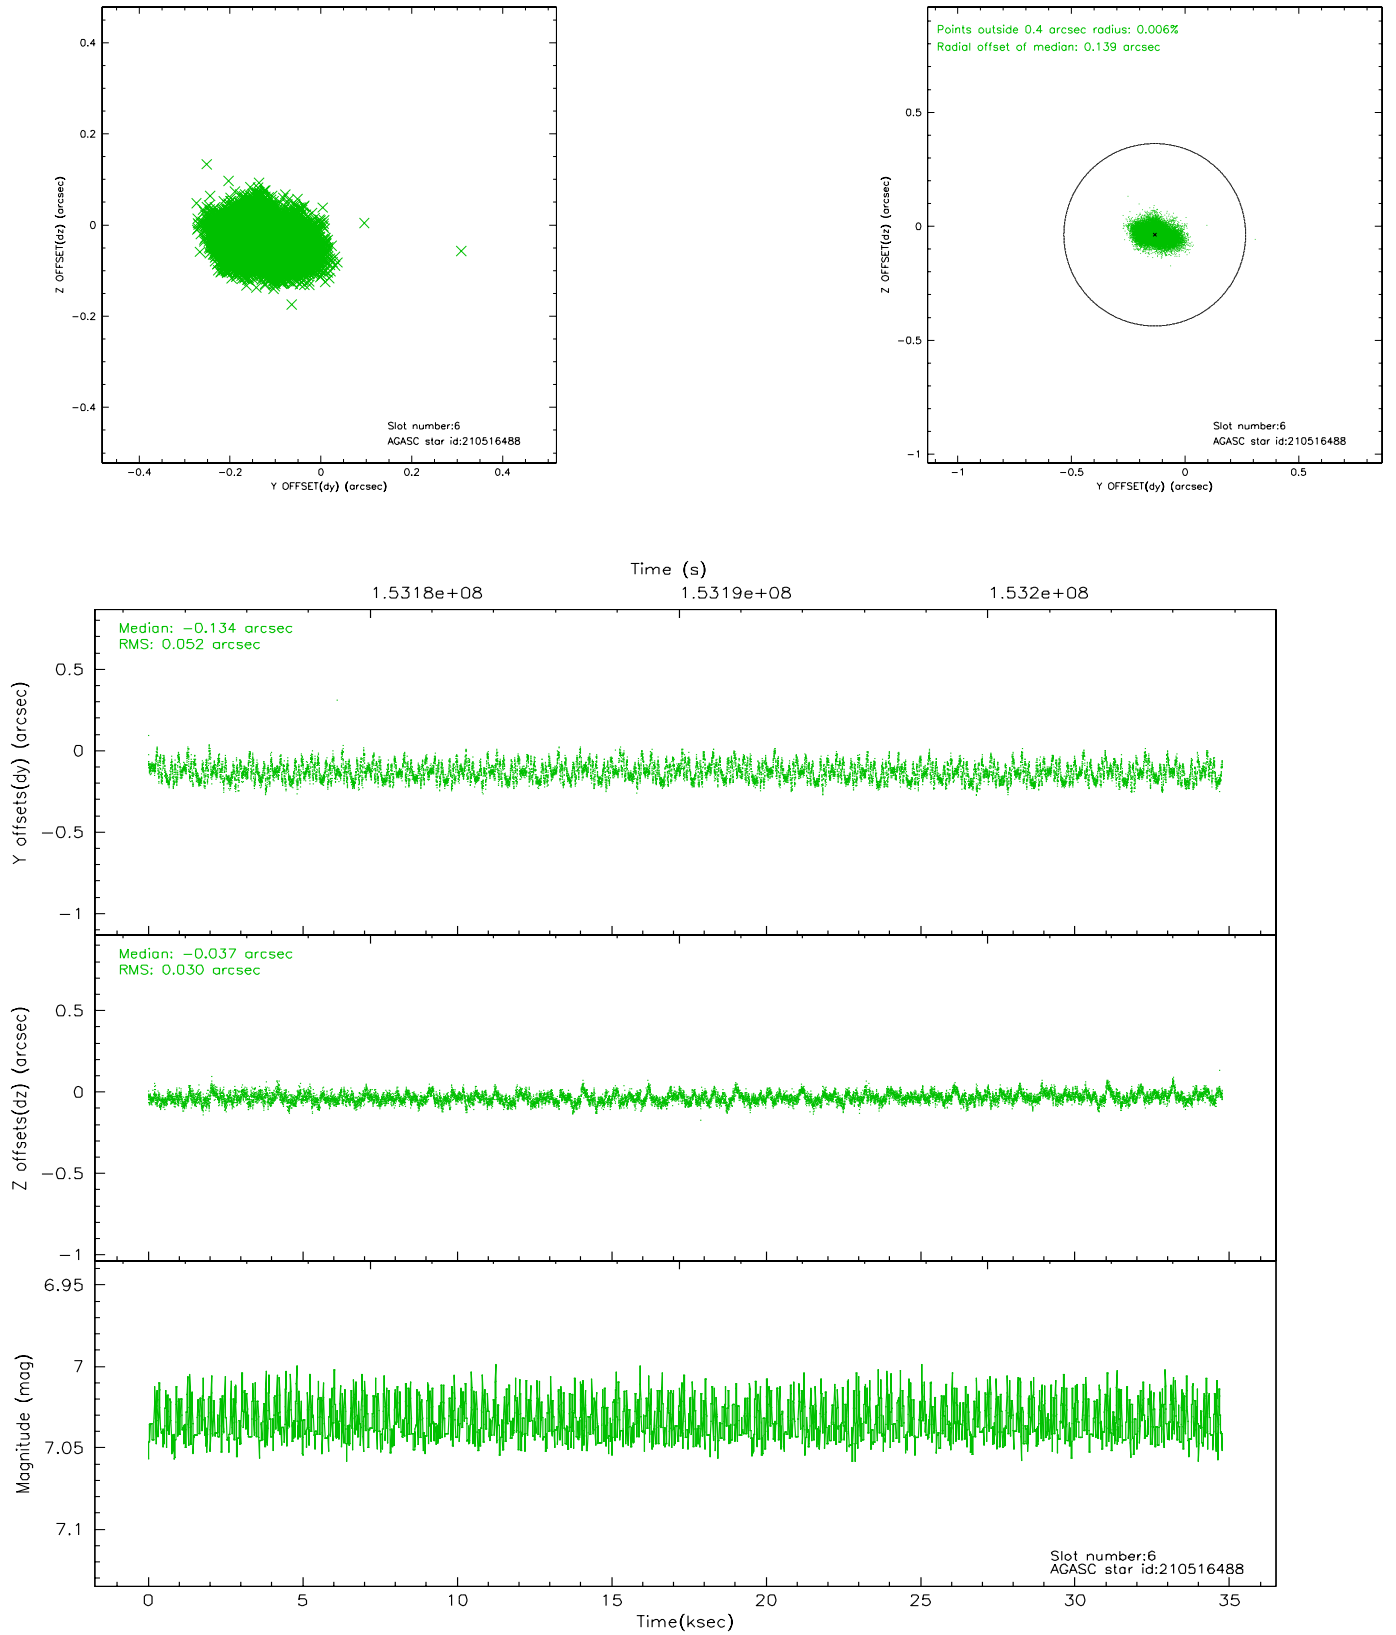 0.4
0.2
0
−0.2
−0.4
Z OFFSET(dz) (arcsec)
Slot number:6
AGASC star id:210516488
−0.4
−0.2
0
0.2
0.4
Y OFFSET(dy) (arcsec)
Points outside 0.4 arcsec radius: 0.006%
Radial offset of median: 0.139 arcsec
0.5
0
−0.5
−1
Z OFFSET(dz) (arcsec)
Slot number:6
AGASC star id:210516488
−1
−0.5
0
0.5
Y OFFSET(dy) (arcsec)
Time (s)
1.5318e+08
1.5319e+08
1.532e+08
Median: −0.134 arcsec
RMS: 0.052 arcsec
0.5
0
−0.5
−1
Y offsets(dy) (arcsec)
Median: −0.037 arcsec
RMS: 0.030 arcsec
0.5
0
−0.5
−1
Z offsets(dz) (arcsec)
6.95
7
7.05
7.1
Magnitude (mag)
Slot number:6
AGASC star id:210516488
0
5
10
15
20
25
30
35
Time(ksec)